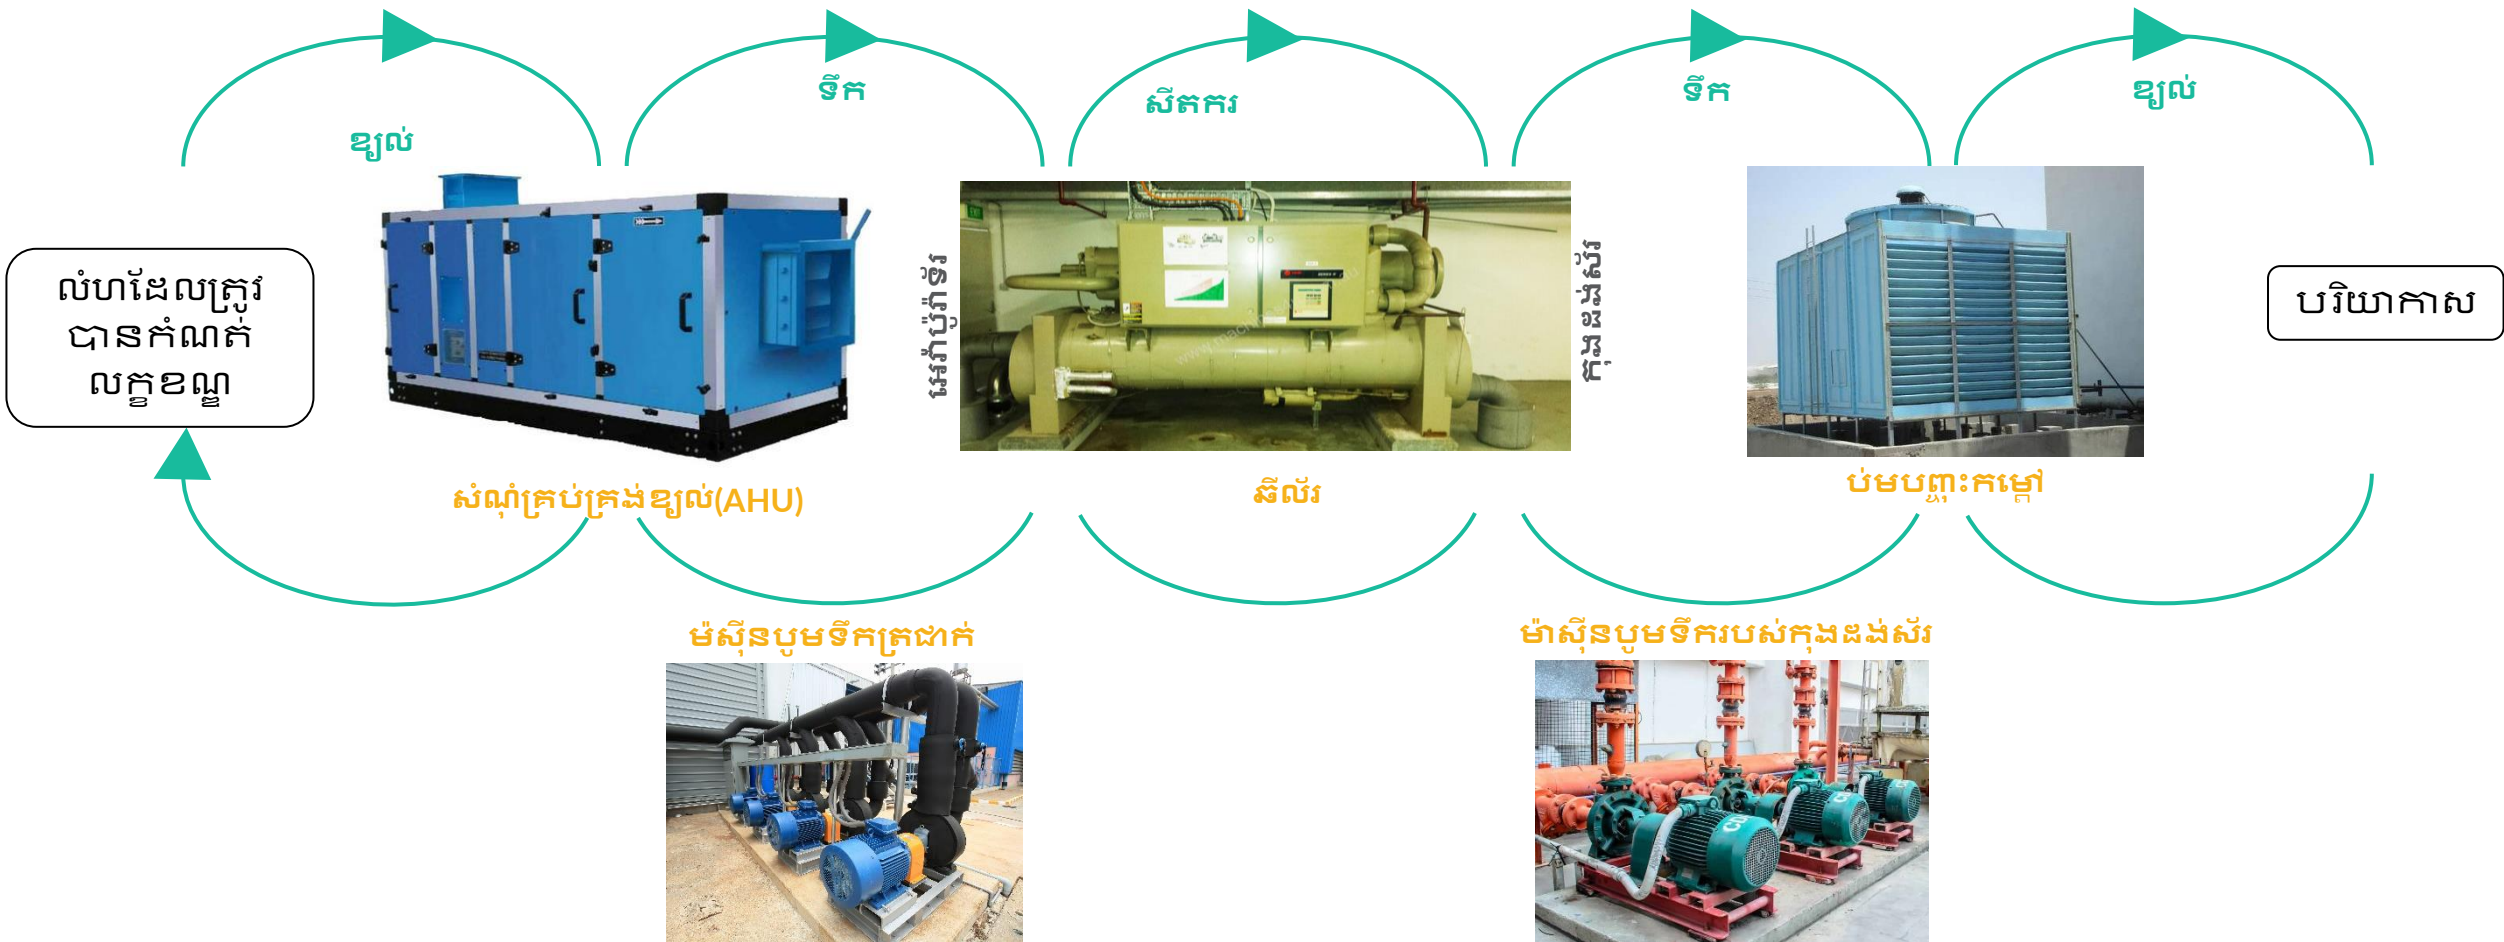 ខ្យល់
ទឹក
សីតករ
ទឹក
ខ្យល់
លំហដែលត្រូវ
បានកំណត់
លក្ខខណ្ឌ
អេវ៉ាប៉ូរ៉ាទ័រ
កុងដង់ស័រ
បរិយាកាស
សំណុំគ្រប់គ្រងខ្យល់(AHU)
ឆីល័រ
ប៉មបញ្ចុះកម្ដៅ
ម៉ស៊ីនបូមទឹកត្រជាក់
ម៉ាស៊ីនបូមទឹករបស់កុងដង់ស័រ